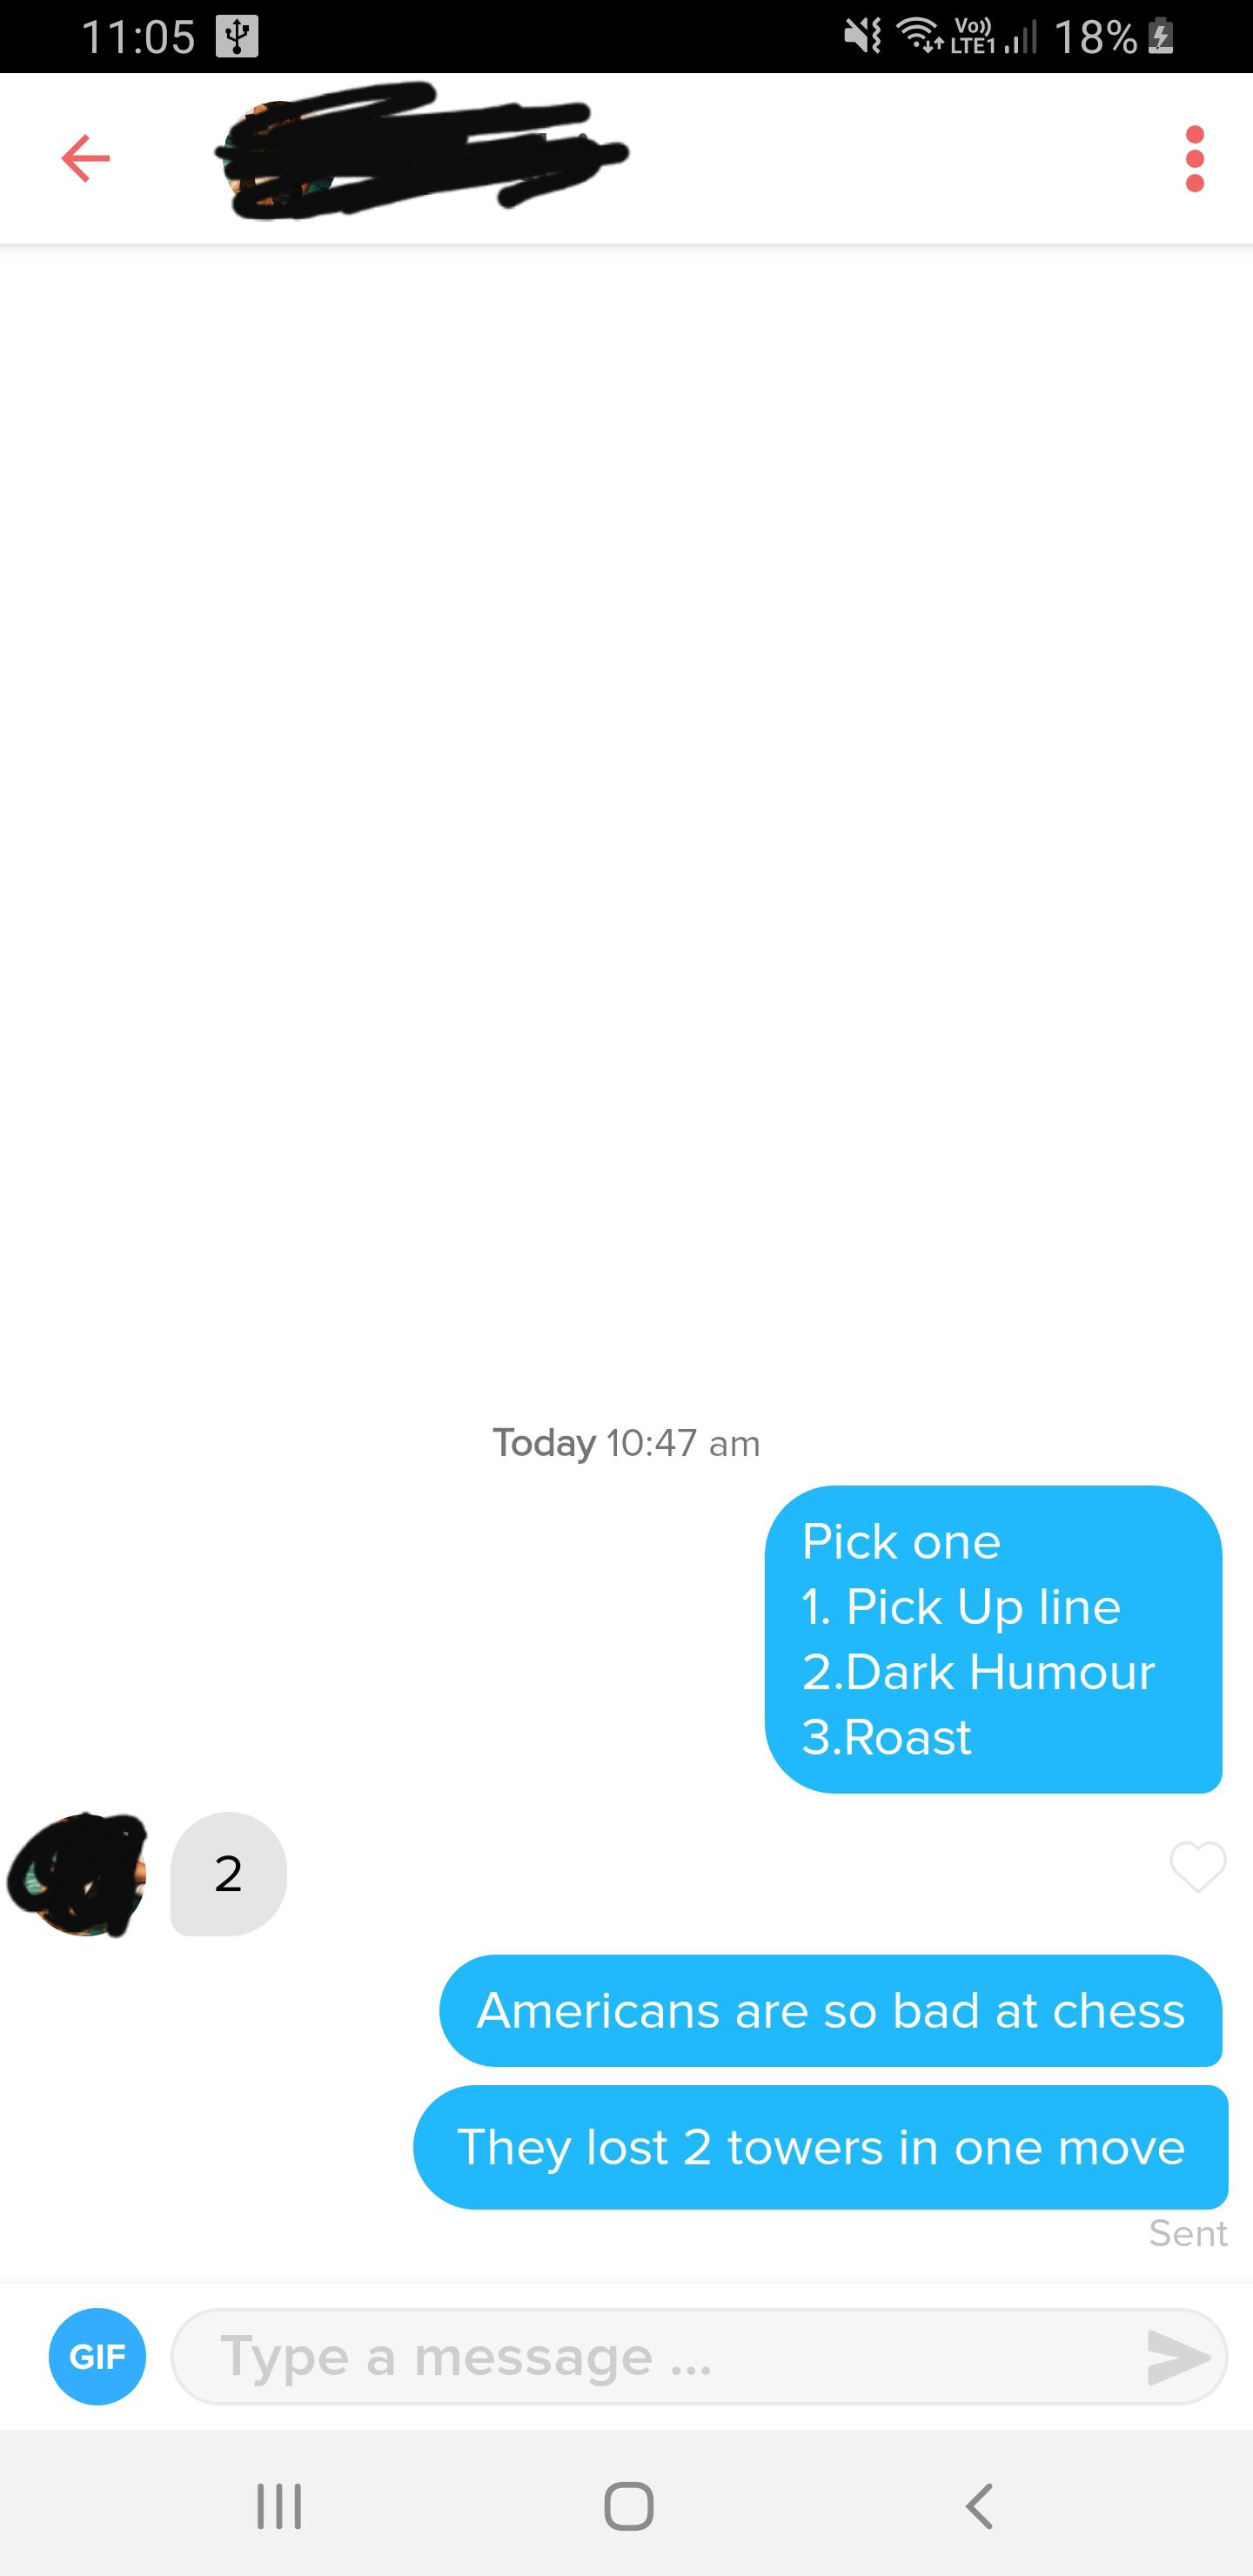 11:05
Vo))
LTE1
18%
Today 10:47 am
Pick one
1. Pick Up line
2.Dark Humour
3.Roast
2
Americans are so bad at chess
They lost 2 towers in one move
Sent
GIF
Type a message ...